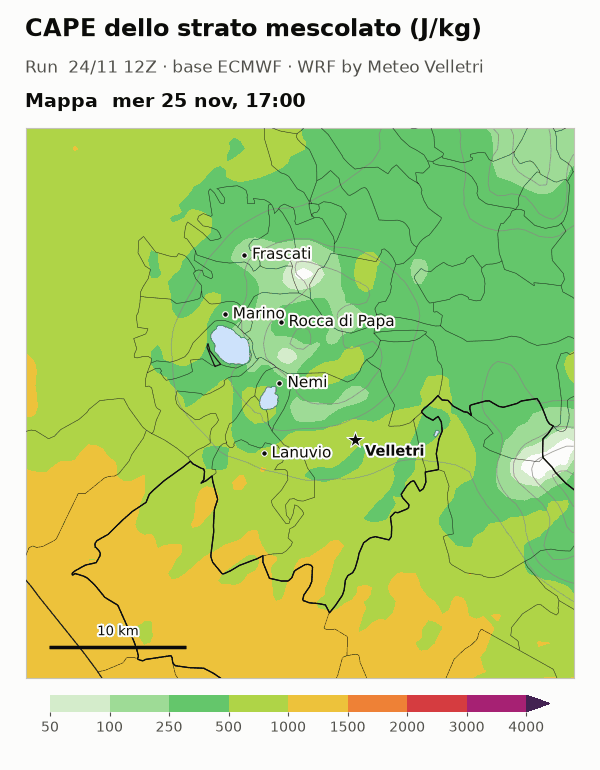 CAPE dello strato mescolato (J/kg)
Run  24/11 12Z · base ECMWF · WRF by Meteo Velletri
Mappa  mer 25 nov, 17:00
Frascati
Marino
Rocca di Papa
Nemi
Velletri
Lanuvio
10 km
50 100 250 500 1000 1500 2000 3000 4000